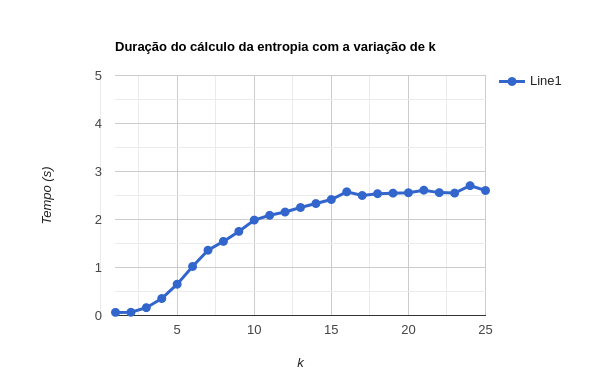 Duração do cálculo da entropia com a variação de k
5
4
3
2
1
0
Tempo (s)
Line1
5
10
15
20
25
k